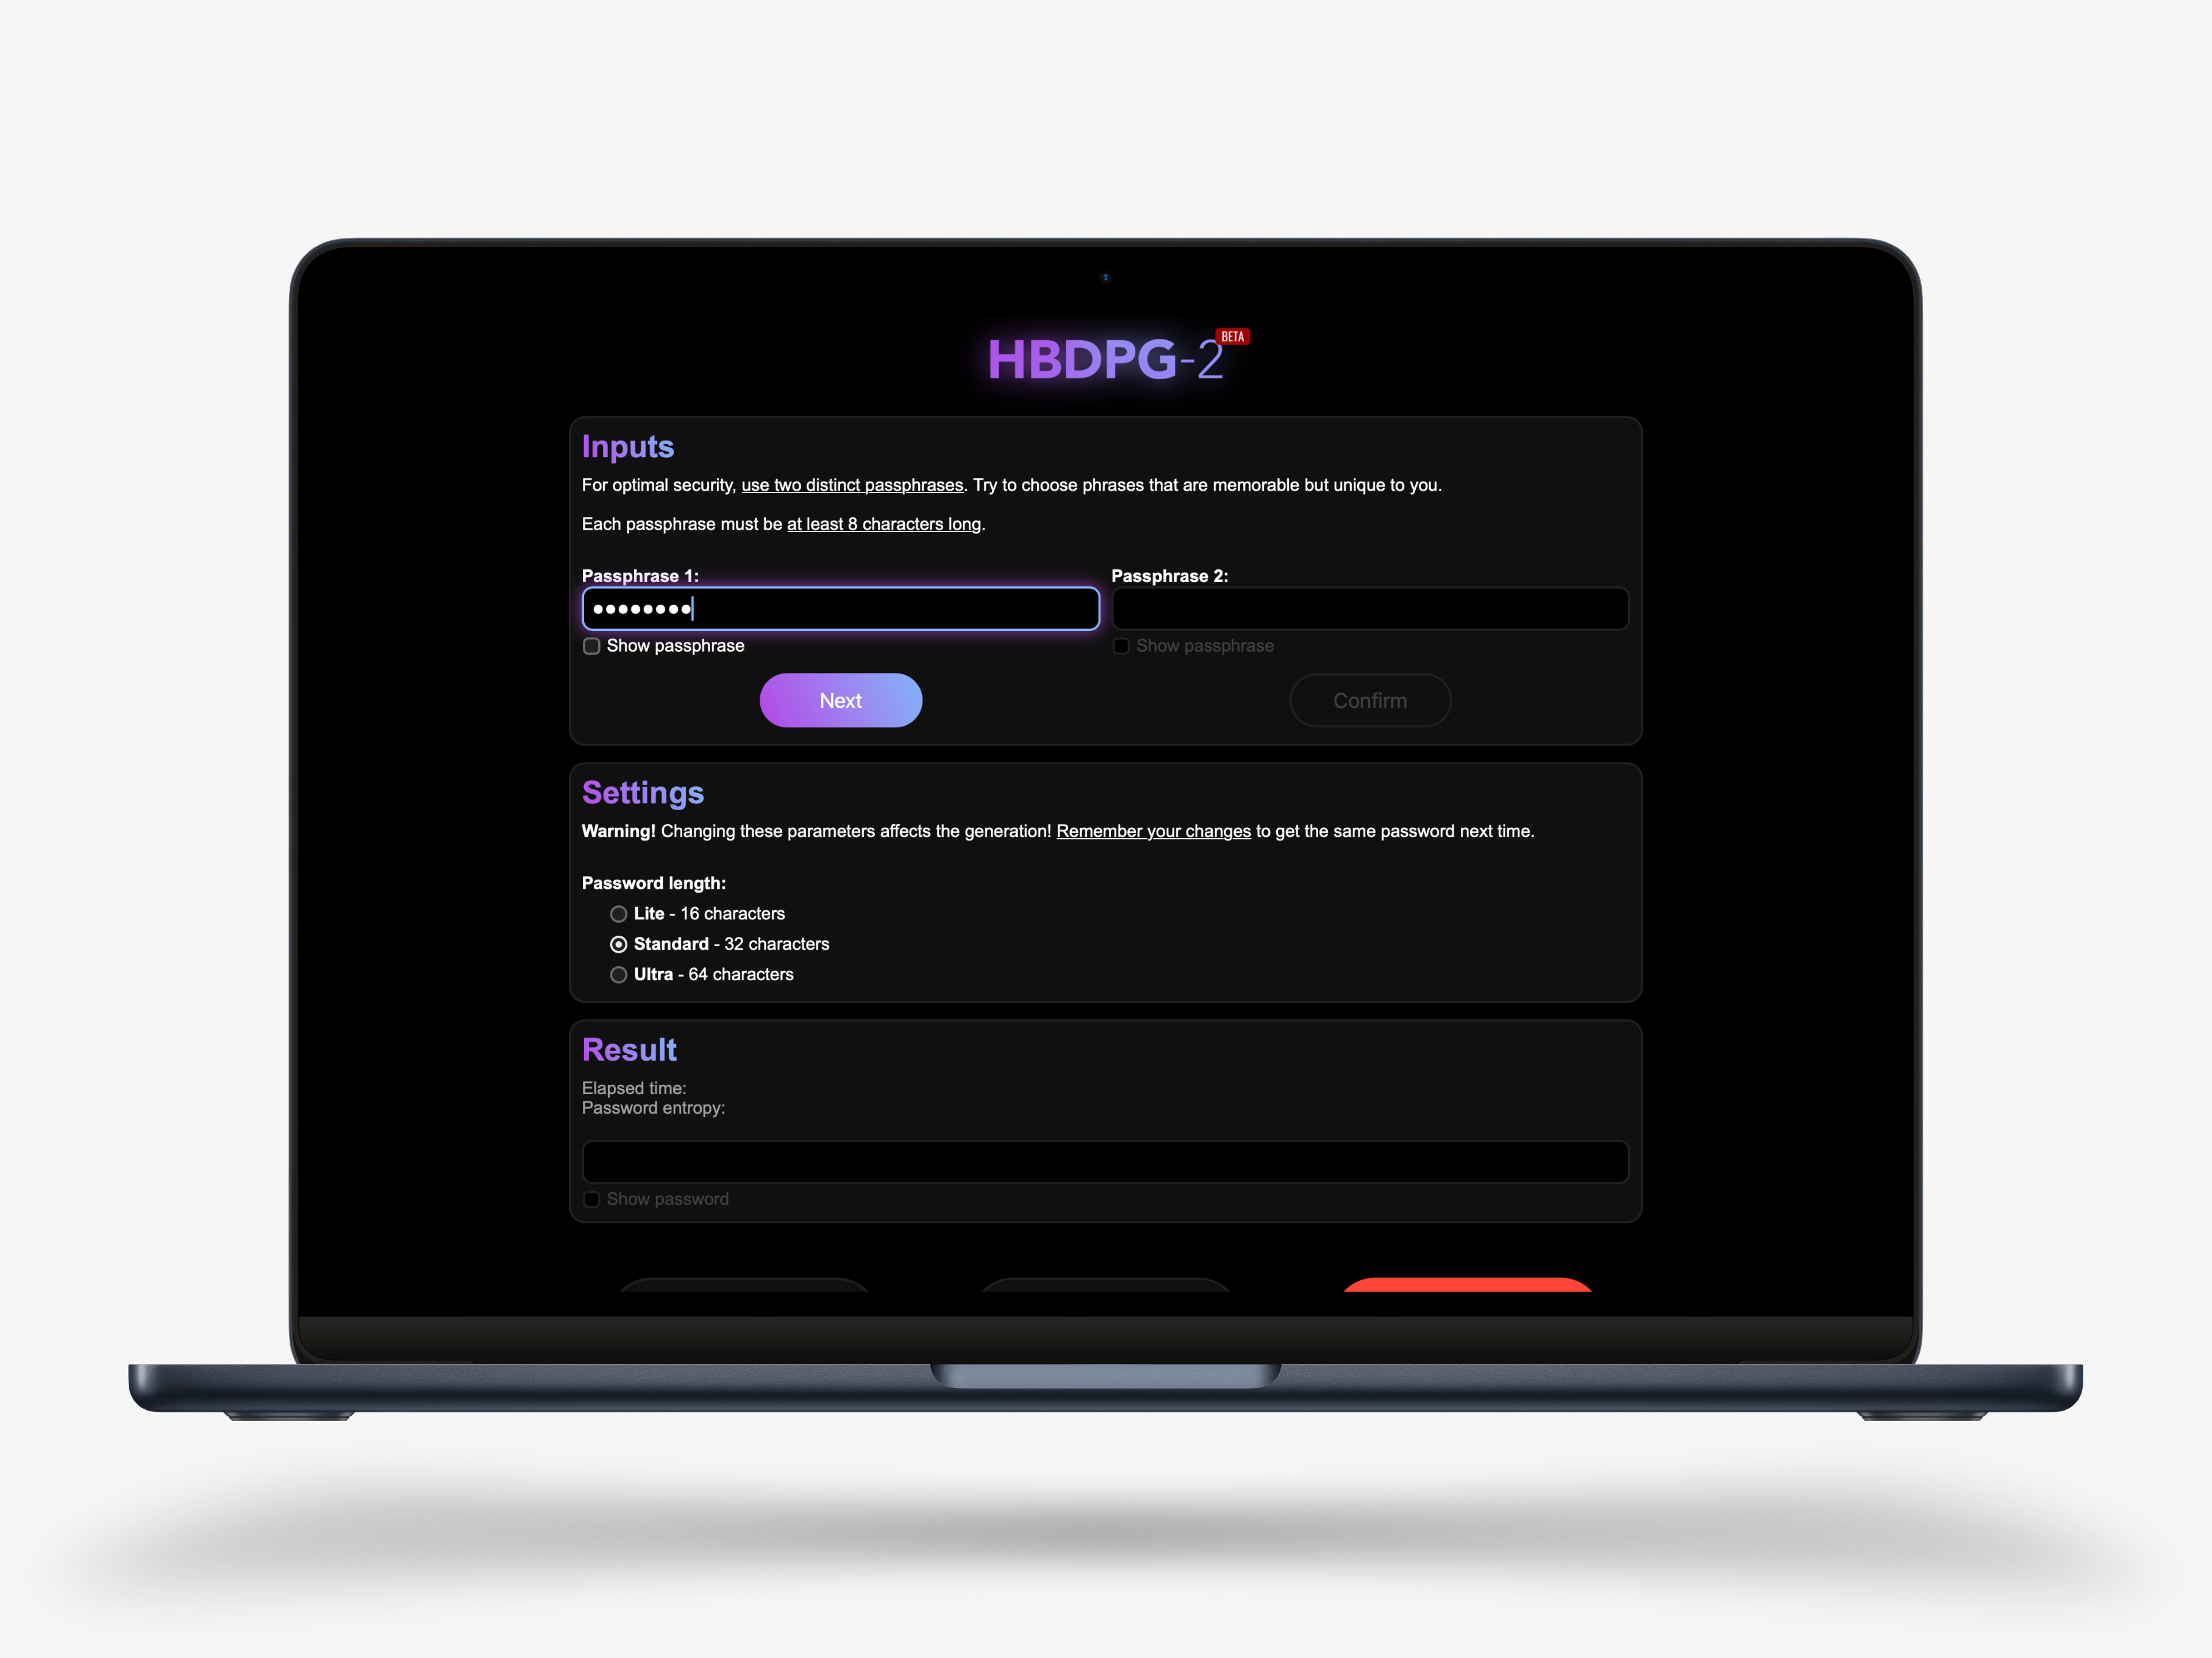 HBDPG-2
BETA
Inputs
For optimal security, use two distinct passphrases. Try to choose phrases that are memorable but unique to you.
Each passphrase must be at least 8 characters long.
Passphrase 1:
Passphrase 2:
••••••••
Show passphrase
Show passphrase
Next
Confirm
Settings
Warning! Changing these parameters affects the generation! Remember your changes to get the same password next time.
Password length:
Lite - 16 characters
Standard - 32 characters
Ultra - 64 characters
Result
Elapsed time:
Password entropy:
Show password